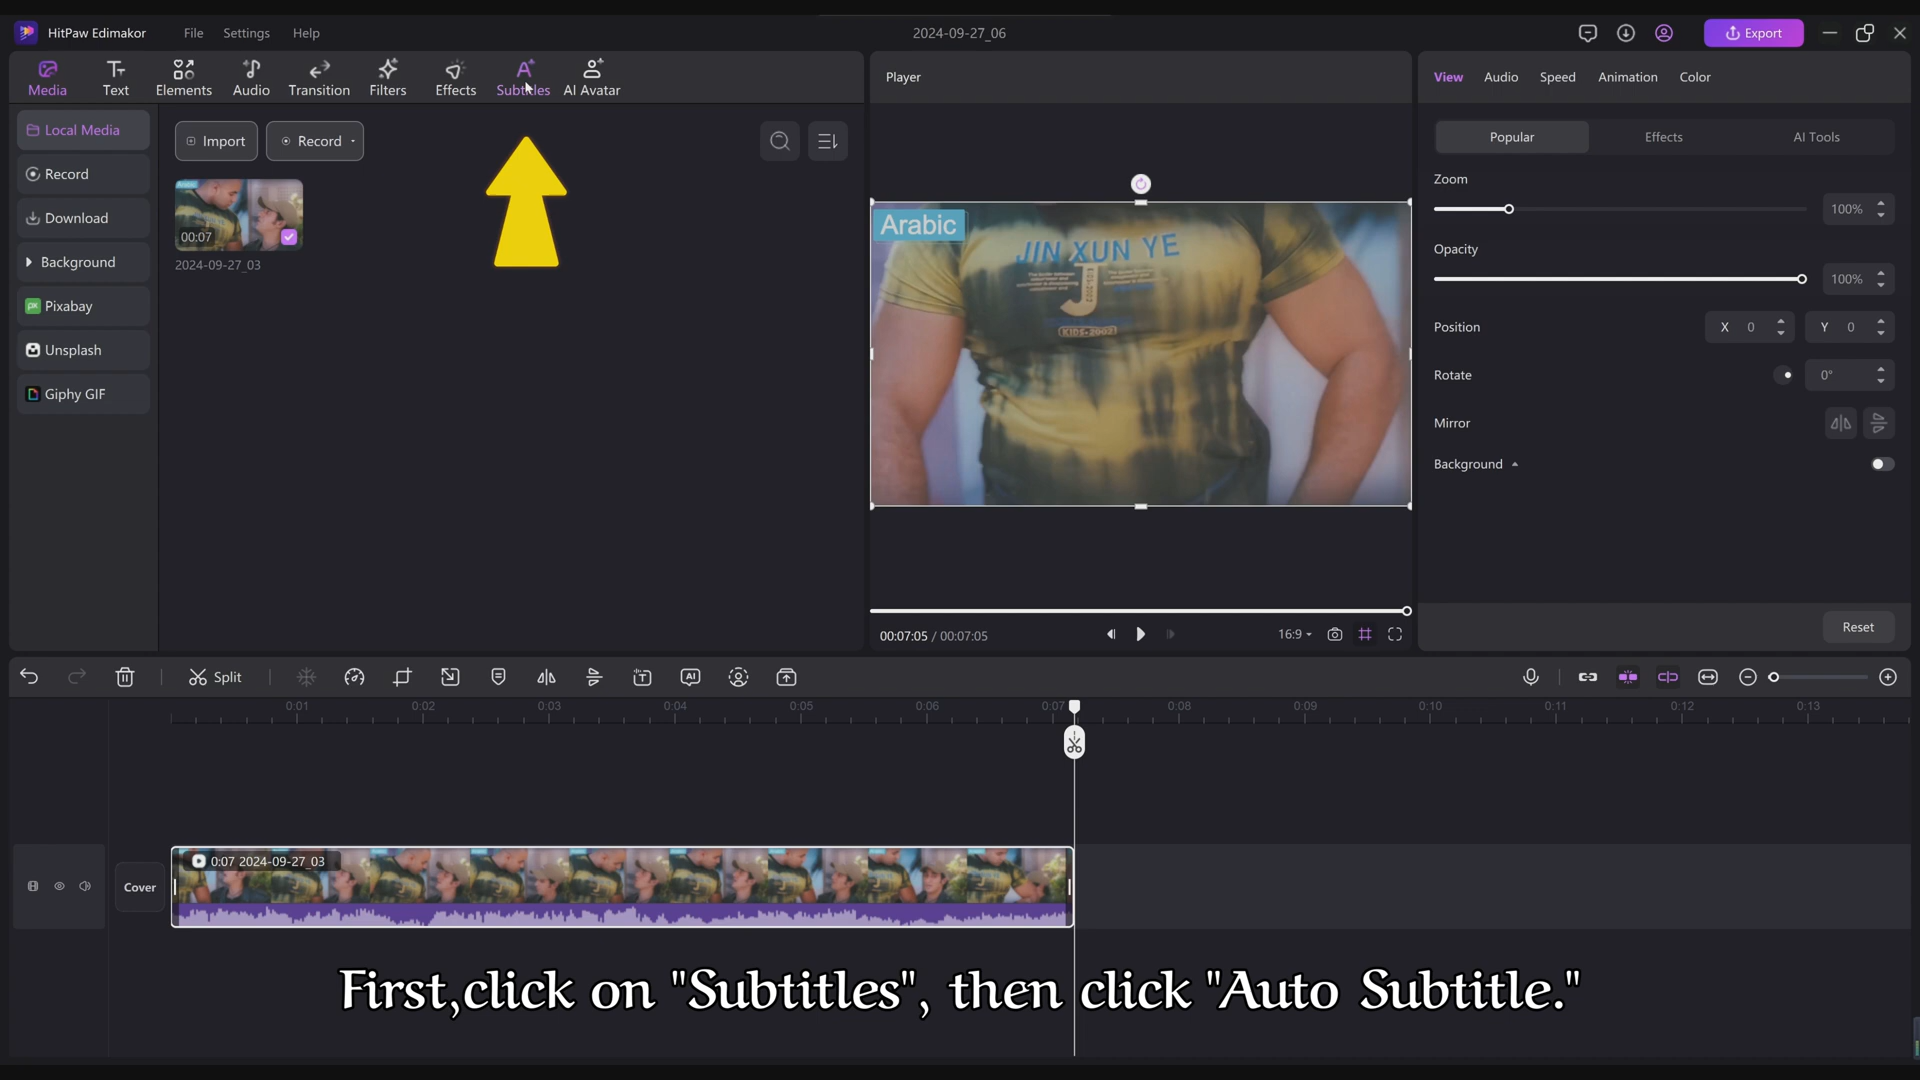 HitPaw Edimakor
File
Settings
Help
2024-09-27_06
Export
Media
Text
Elements
Audio
Transition
Filters
Effects
Subtitles
AI Avatar
Player
View
Audio
Speed
Animation
Color
Local Media
Record
Download
Background
Pixabay
Unsplash
Giphy GIF
Import
Record
00:07
2024-09-27_03
Arabic
JIN XUN YE
J
KIDS-2002
00:07:05 / 00:07:05
16:9
Popular
Effects
AI Tools
Zoom
100%
Opacity
100%
Position
X 0
Y 0
Rotate
0°
Mirror
Background
Reset
Split
0:01
0:02
0:03
0:04
0:05
0:06
0:07
0:08
0:09
0:10
0:11
0:12
0:13
Cover
0:07 2024-09-27_03
First,click on "Subtitles", then click "Auto Subtitle."